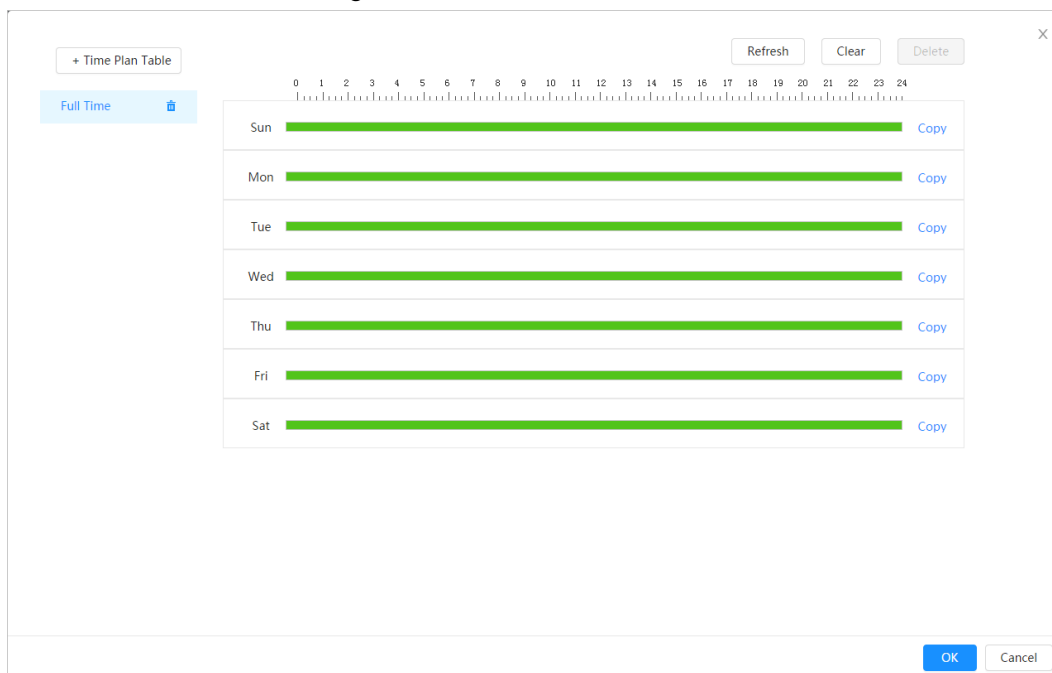 + Time Plan Table
Refresh Clear Delete
0 1 2 3 4 5 6 7 8 9 10 11 12 13 14 15 16 17 18 19 20 21 22 23 24
Full Time
Sun Copy
Mon Copy
Tue Copy
Wed Copy
Thu Copy
Fri Copy
Sat Copy
OK Cancel